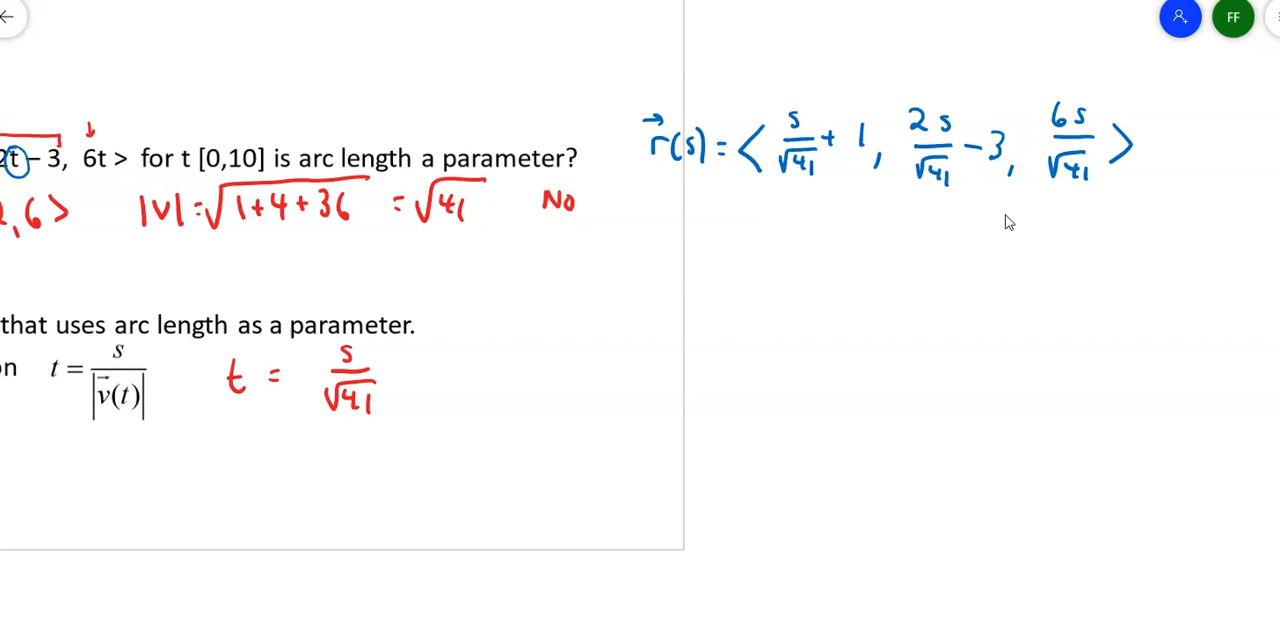 FF
2t – 3, 6t > for t [0,10] is arc length a parameter?
2, 6 > |v| = √(1 + 4 + 36) = √41 No
that uses arc length as a parameter.
on t = s / |v⃗(t)| t = s / √41
r⃗(s) = < s/√41 + 1, 2s/√41 – 3, 6s/√41 >